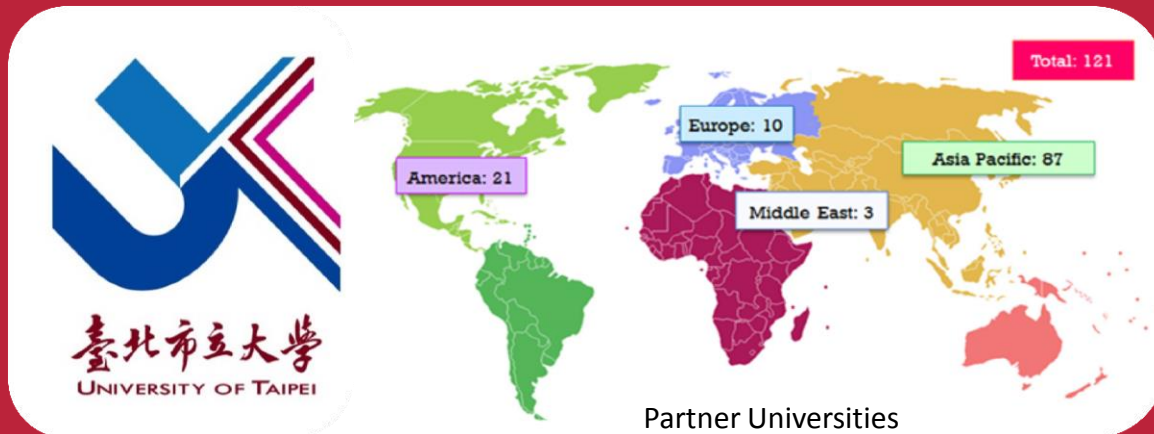 臺北市立大學
UNIVERSITY OF TAIPEI
Total: 121
Europe: 10
Asia Pacific: 87
America: 21
Middle East: 3
Partner Universities